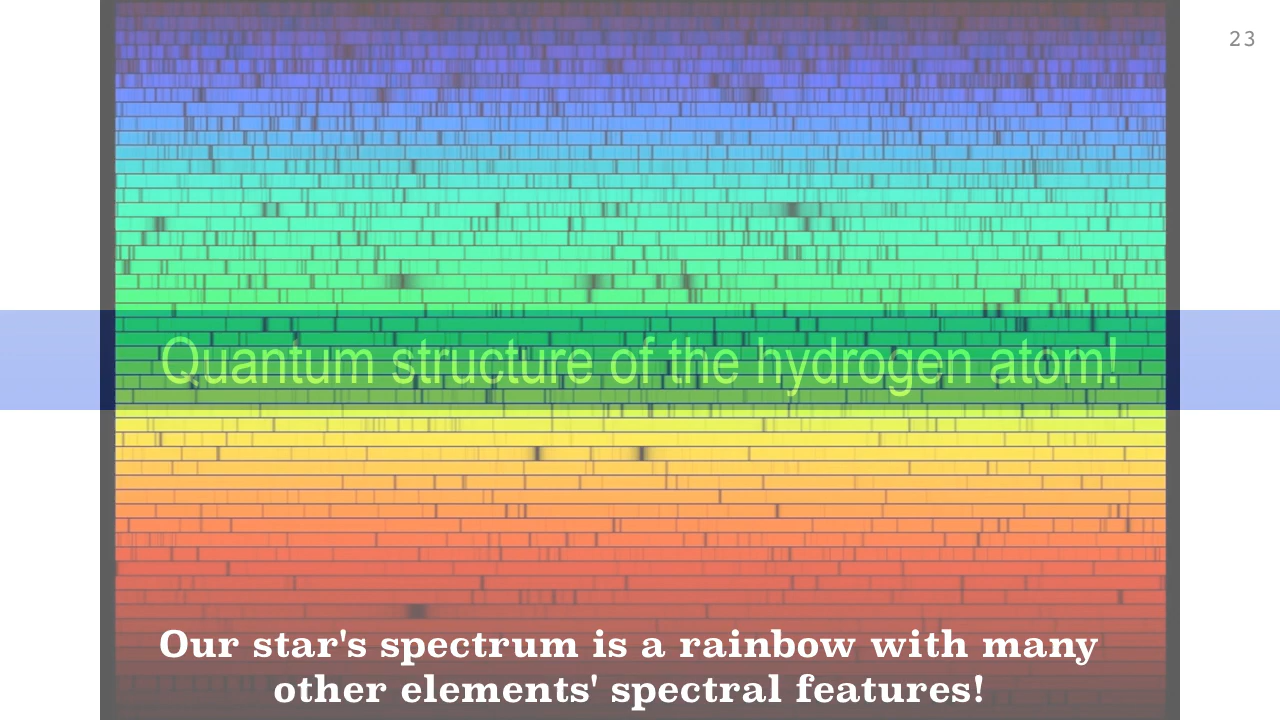 23
Quantum structure of the hydrogen atom!
Our star's spectrum is a rainbow with many
other elements' spectral features!